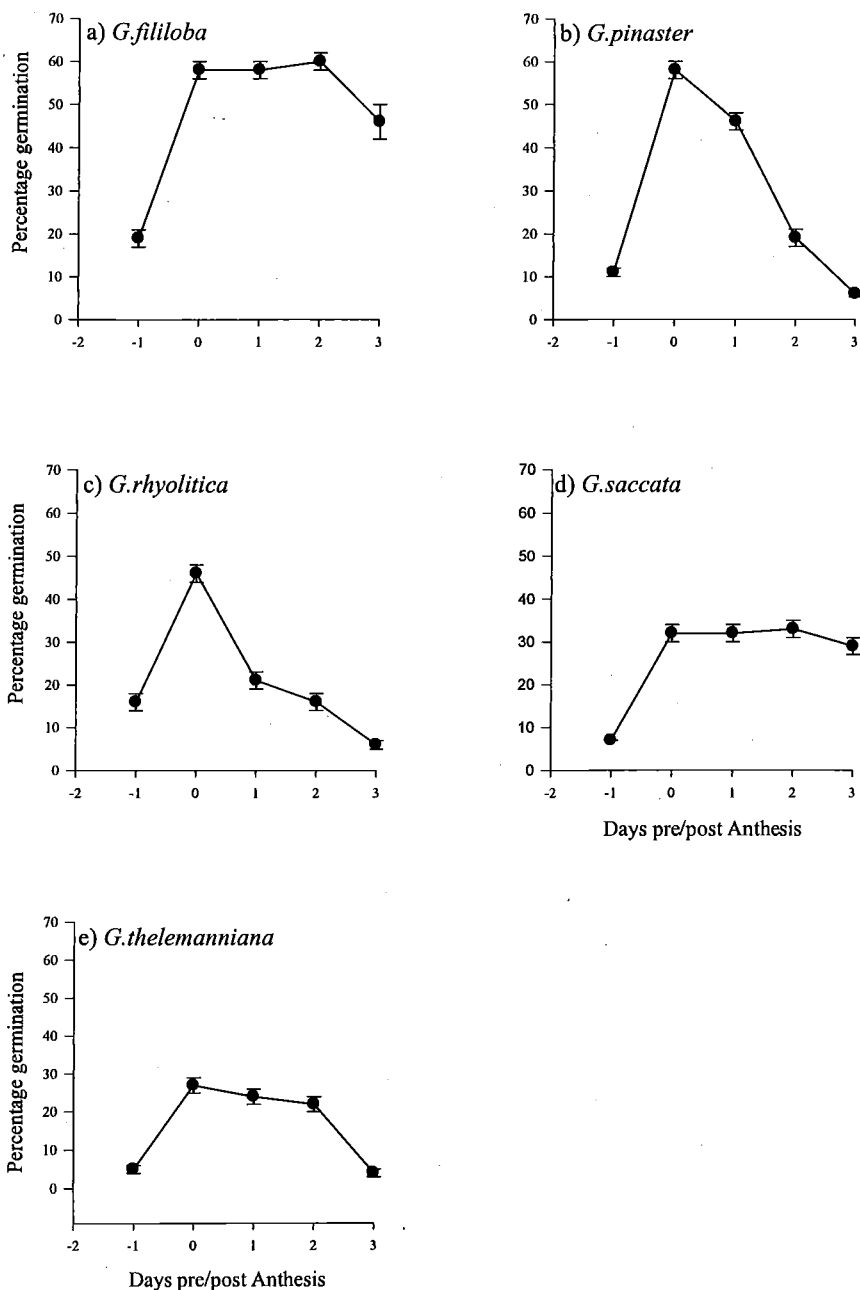 a) G.fililoba
Percentage germination
70
60
50
40
30
20
10
0
-2 -1 0 1 2 3
b) G.pinaster
70
60
50
40
30
20
10
0
-2 -1 0 1 2 3
c) G.rhyolitica
Percentage germination
70
60
50
40
30
20
10
0
-2 -1 0 1 2 3
d) G.saccata
70
60
50
40
30
20
10
0
-2 -1 0 1 2 3
Days pre/post Anthesis
e) G.thelemanniana
Percentage germination
70
60
50
40
30
20
10
0
-2 -1 0 1 2 3
Days pre/post Anthesis